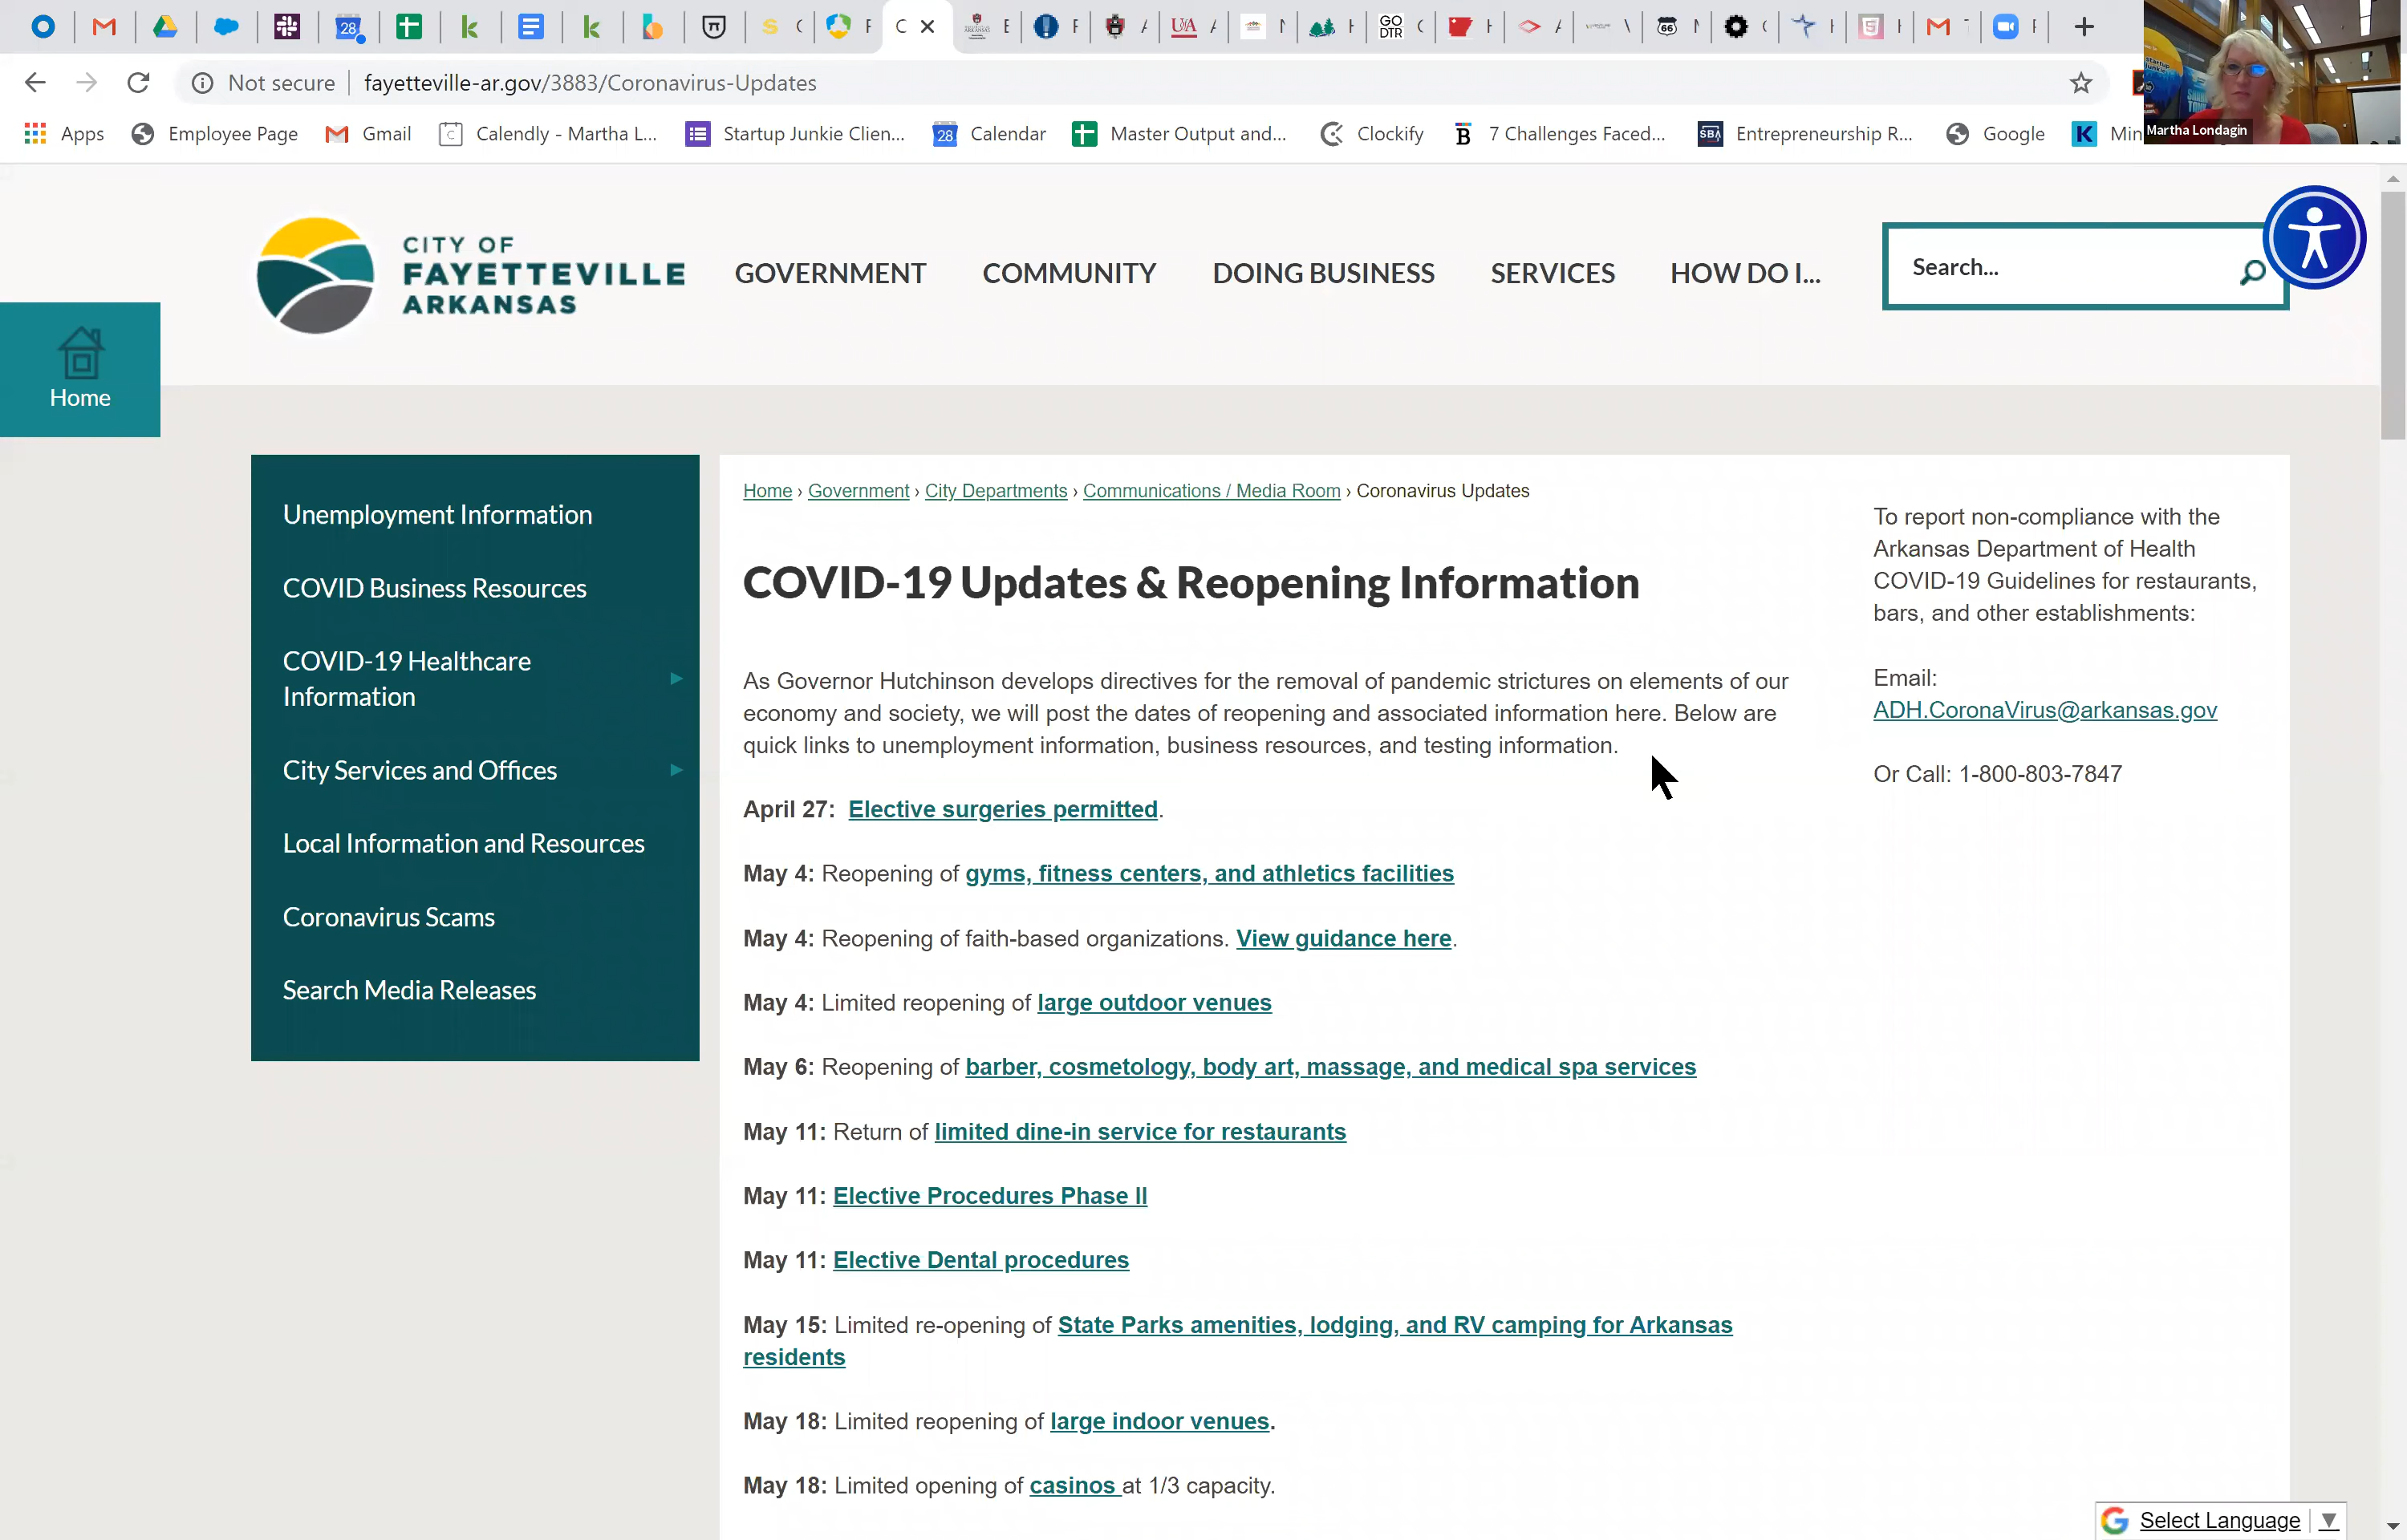 28
GO
DTR
66
Not secure
fayetteville-ar.gov/3883/Coronavirus-Updates
Apps
Employee Page
Gmail
Calendly - Martha L...
Startup Junkie Clien...
28
Calendar
Master Output and...
Clockify
7 Challenges Faced...
SBA
Entrepreneurship R...
Google
Min
Martha Londagin
CITY OF
FAYETTEVILLE
ARKANSAS
GOVERNMENT
COMMUNITY
DOING BUSINESS
SERVICES
HOW DO I...
Search...
Home
Unemployment Information
COVID Business Resources
COVID-19 Healthcare
Information
City Services and Offices
Local Information and Resources
Coronavirus Scams
Search Media Releases
Home › Government › City Departments › Communications / Media Room › Coronavirus Updates
COVID-19 Updates & Reopening Information
As Governor Hutchinson develops directives for the removal of pandemic strictures on elements of our
economy and society, we will post the dates of reopening and associated information here. Below are
quick links to unemployment information, business resources, and testing information.
April 27: Elective surgeries permitted.
May 4: Reopening of gyms, fitness centers, and athletics facilities
May 4: Reopening of faith-based organizations. View guidance here.
May 4: Limited reopening of large outdoor venues
May 6: Reopening of barber, cosmetology, body art, massage, and medical spa services
May 11: Return of limited dine-in service for restaurants
May 11: Elective Procedures Phase II
May 11: Elective Dental procedures
May 15: Limited re-opening of State Parks amenities, lodging, and RV camping for Arkansas
residents
May 18: Limited reopening of large indoor venues.
May 18: Limited opening of casinos at 1/3 capacity.
To report non-compliance with the
Arkansas Department of Health
COVID-19 Guidelines for restaurants,
bars, and other establishments:
Email:
ADH.CoronaVirus@arkansas.gov
Or Call: 1-800-803-7847
Select Language